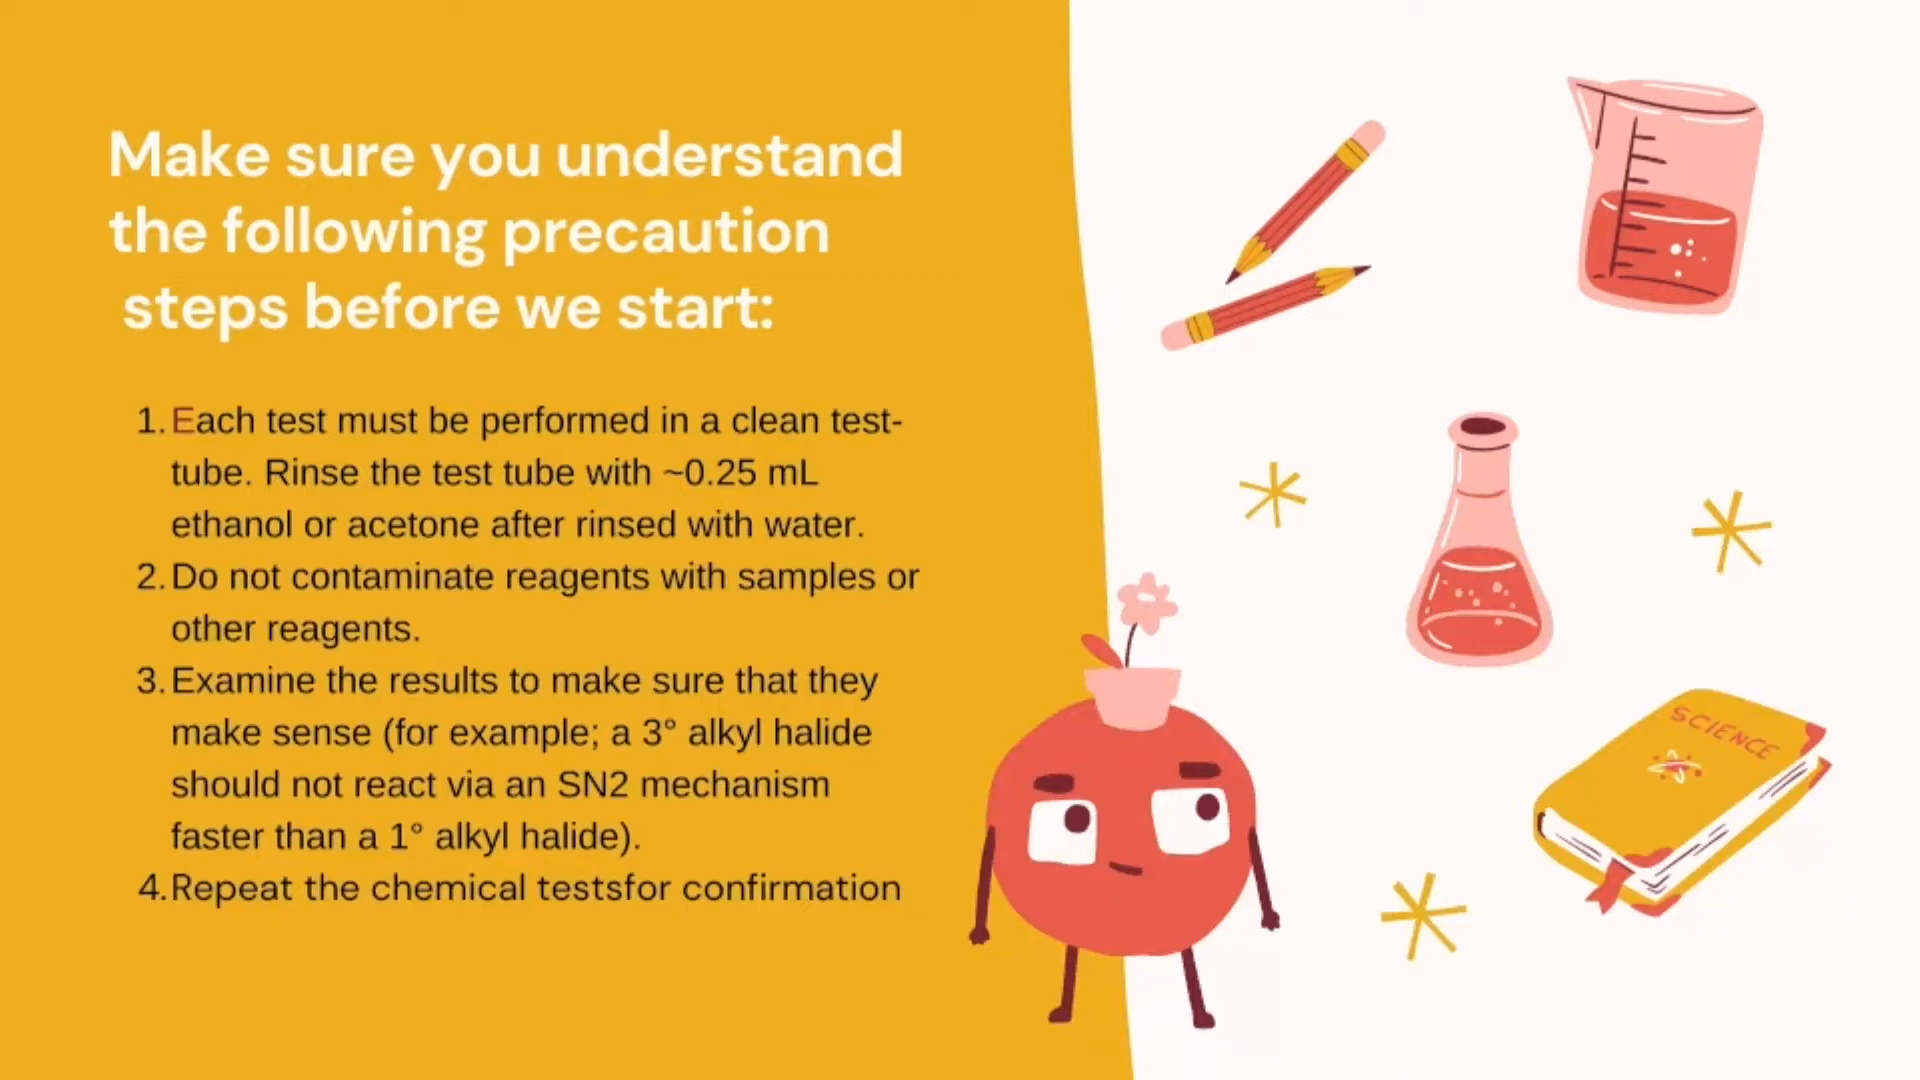 Make sure you understand
the following precaution
steps before we start:
1. Each test must be performed in a clean test-
tube. Rinse the test tube with ~0.25 mL
ethanol or acetone after rinsed with water.
2. Do not contaminate reagents with samples or
other reagents.
3. Examine the results to make sure that they
make sense (for example; a 3° alkyl halide
should not react via an SN2 mechanism
faster than a 1° alkyl halide).
4. Repeat the chemical testsfor confirmation
SCIENCE